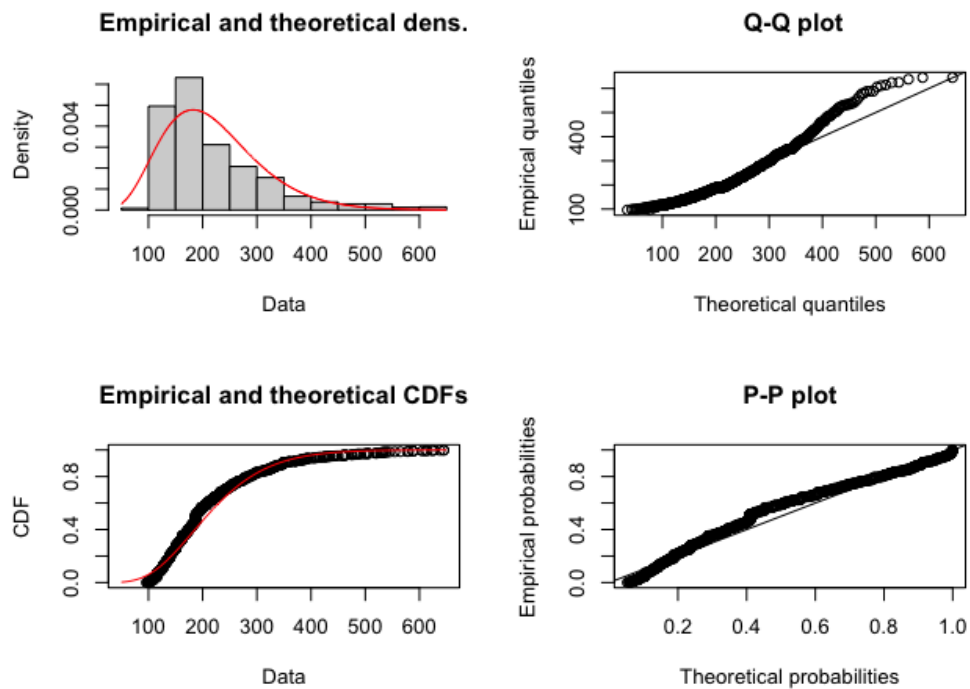 Empirical and theoretical dens.
Density
0.000
0.004
100 200 300 400 500 600
Data
Q-Q plot
Empirical quantiles
100
400
100 200 300 400 500 600
Theoretical quantiles
Empirical and theoretical CDFs
CDF
0.0
0.4
0.8
100 200 300 400 500 600
Data
P-P plot
Empirical probabilities
0.0
0.4
0.8
0.2 0.4 0.6 0.8 1.0
Theoretical probabilities